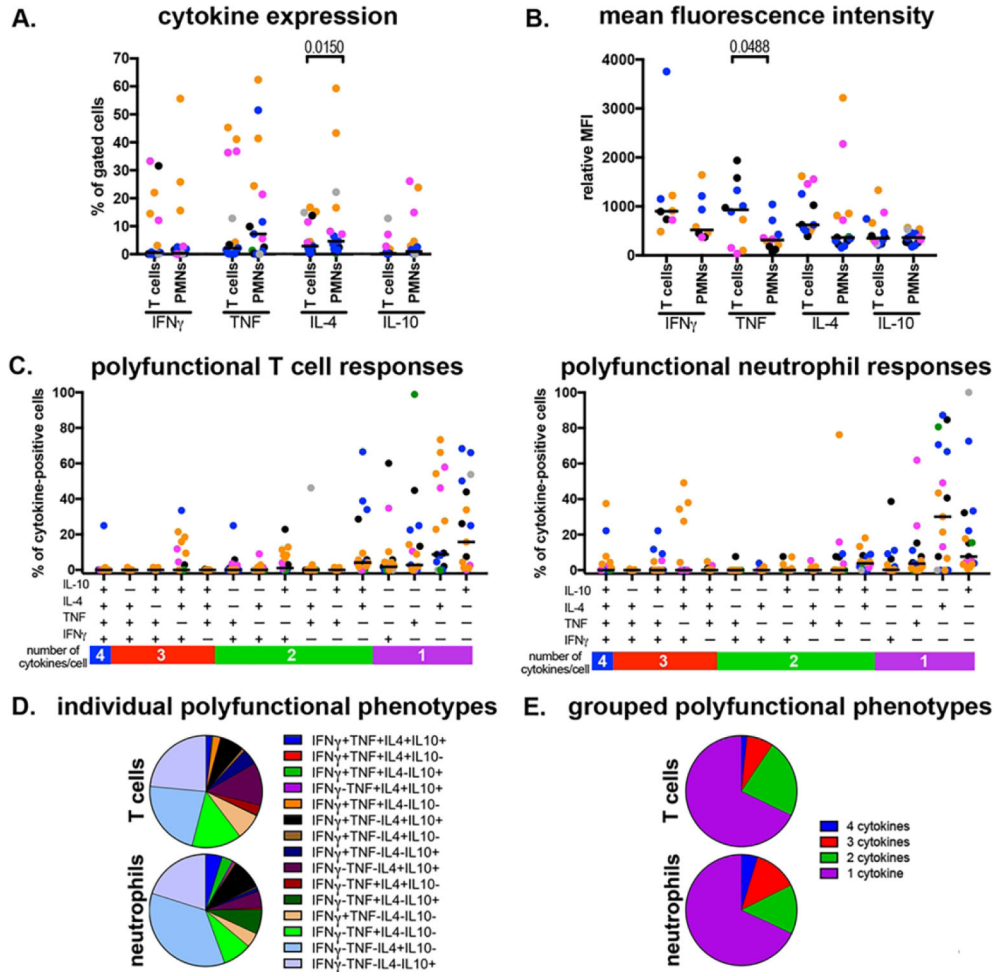 A. cytokine expression
0.0150
% of gated cells
70
60
50
40
30
20
10
0
T cells PMNs T cells PMNs T cells PMNs T cells PMNs
IFNγ TNF IL-4 IL-10
B. mean fluorescence intensity
0.0488
relative MFI
4000
3000
2000
1000
0
T cells PMNs T cells PMNs T cells PMNs T cells PMNs
IFNγ TNF IL-4 IL-10
C. polyfunctional T cell responses
% of cytokine-positive cells
100
80
60
40
20
0
IL-10 + − + + + − − + − − + − − − +
IL-4 + + − + − − + − − + + − − + −
TNF + + + − + + − − + + − − + − −
IFNγ + + + + − + + + − − − + − − −
number of cytokines/cell
4 3 2 1
polyfunctional neutrophil responses
% of cytokine-positive cells
100
80
60
40
20
0
IL-10
IL-4
TNF
IFNγ
number of cytokines/cell
4 3 2 1
D. individual polyfunctional phenotypes
T cells
neutrophils
IFNγ+TNF+IL4+IL10+
IFNγ+TNF+IL4+IL10-
IFNγ+TNF+IL4-IL10+
IFNγ-TNF+IL4+IL10+
IFNγ+TNF+IL4-IL10-
IFNγ+TNF-IL4+IL10+
IFNγ+TNF-IL4+IL10-
IFNγ+TNF-IL4-IL10+
IFNγ-TNF-IL4+IL10+
IFNγ-TNF+IL4+IL10-
IFNγ-TNF+IL4-IL10+
IFNγ+TNF-IL4-IL10-
IFNγ-TNF+IL4-IL10-
IFNγ-TNF-IL4+IL10-
IFNγ-TNF-IL4-IL10+
E. grouped polyfunctional phenotypes
T cells
neutrophils
4 cytokines
3 cytokines
2 cytokines
1 cytokine